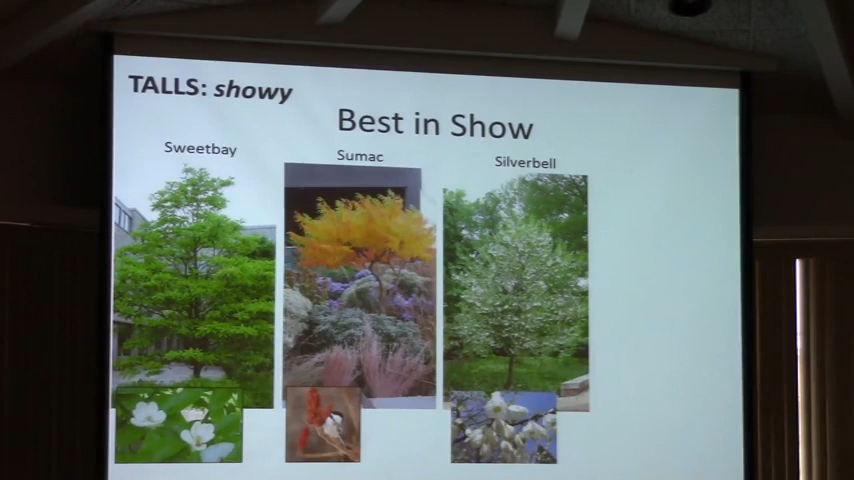 TALLS: showy
Best in Show
Sweetbay
Sumac
Silverbell